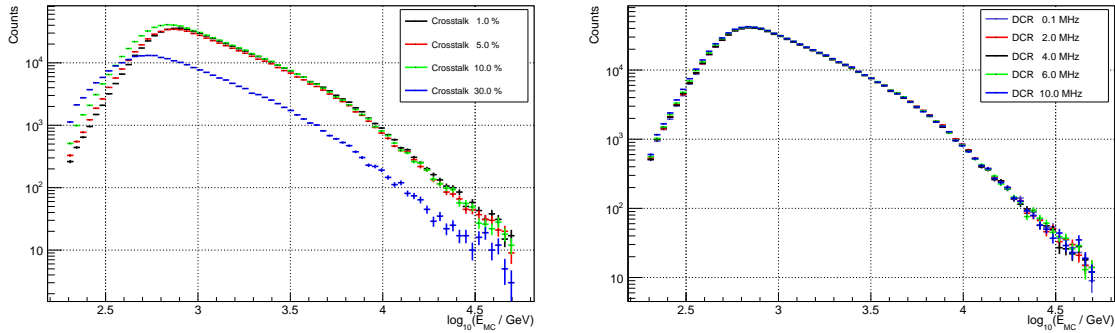 Counts
10⁴
10³
10²
10
2.5 3 3.5 4 4.5
log₁₀(E_MC / GeV)
Crosstalk 1.0 %
Crosstalk 5.0 %
Crosstalk 10.0 %
Crosstalk 30.0 %
Counts
10⁴
10³
10²
10
2.5 3 3.5 4 4.5
log₁₀(E_MC / GeV)
DCR 0.1 MHz
DCR 2.0 MHz
DCR 4.0 MHz
DCR 6.0 MHz
DCR 10.0 MHz